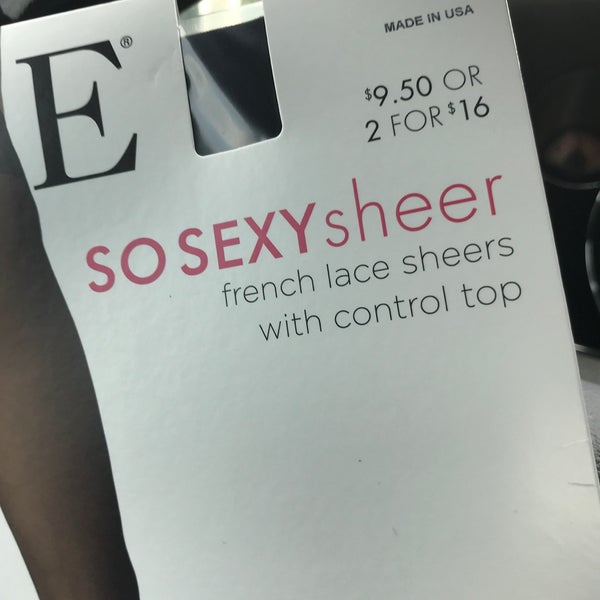 E®
MADE IN USA
$9.50 OR
2 FOR $16
SO SEXY sheer
french lace sheers
with control top